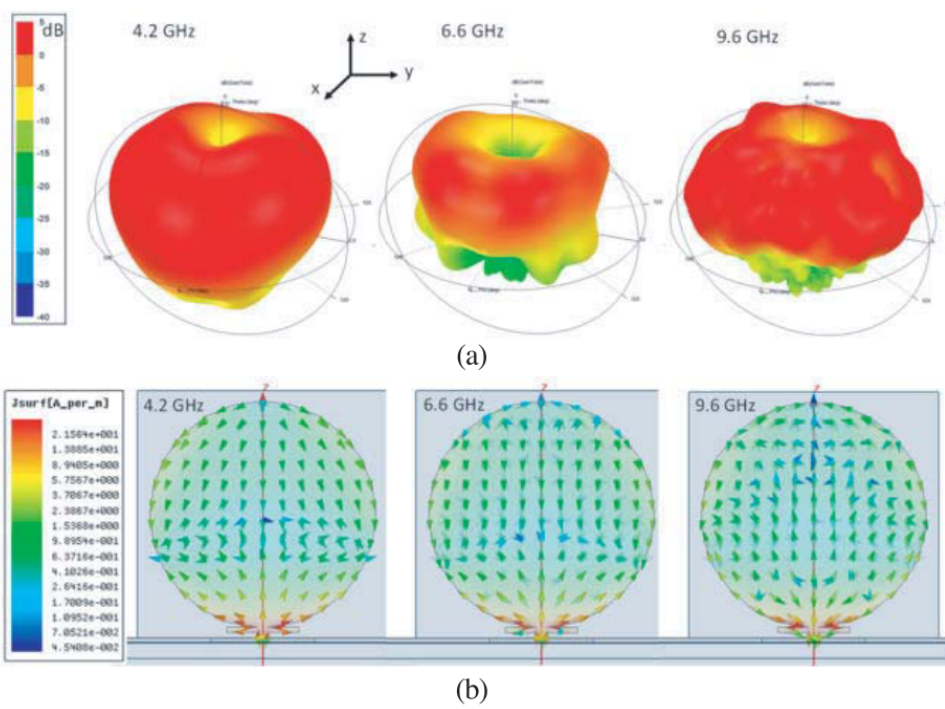 5
dB
0
-5
-10
-15
-20
-25
-30
-35
-40
4.2 GHz
6.6 GHz
9.6 GHz
z
y
x
(a)
Jsurf[A_per_m]
2.1564e+001
1.3885e+001
8.9405e+000
5.7567e+000
3.7067e+000
2.3867e+000
1.5368e+000
9.8954e-001
6.3716e-001
4.1026e-001
2.6416e-001
1.7009e-001
1.0952e-001
7.0521e-002
4.5408e-002
4.2 GHz
6.6 GHz
9.6 GHz
(b)